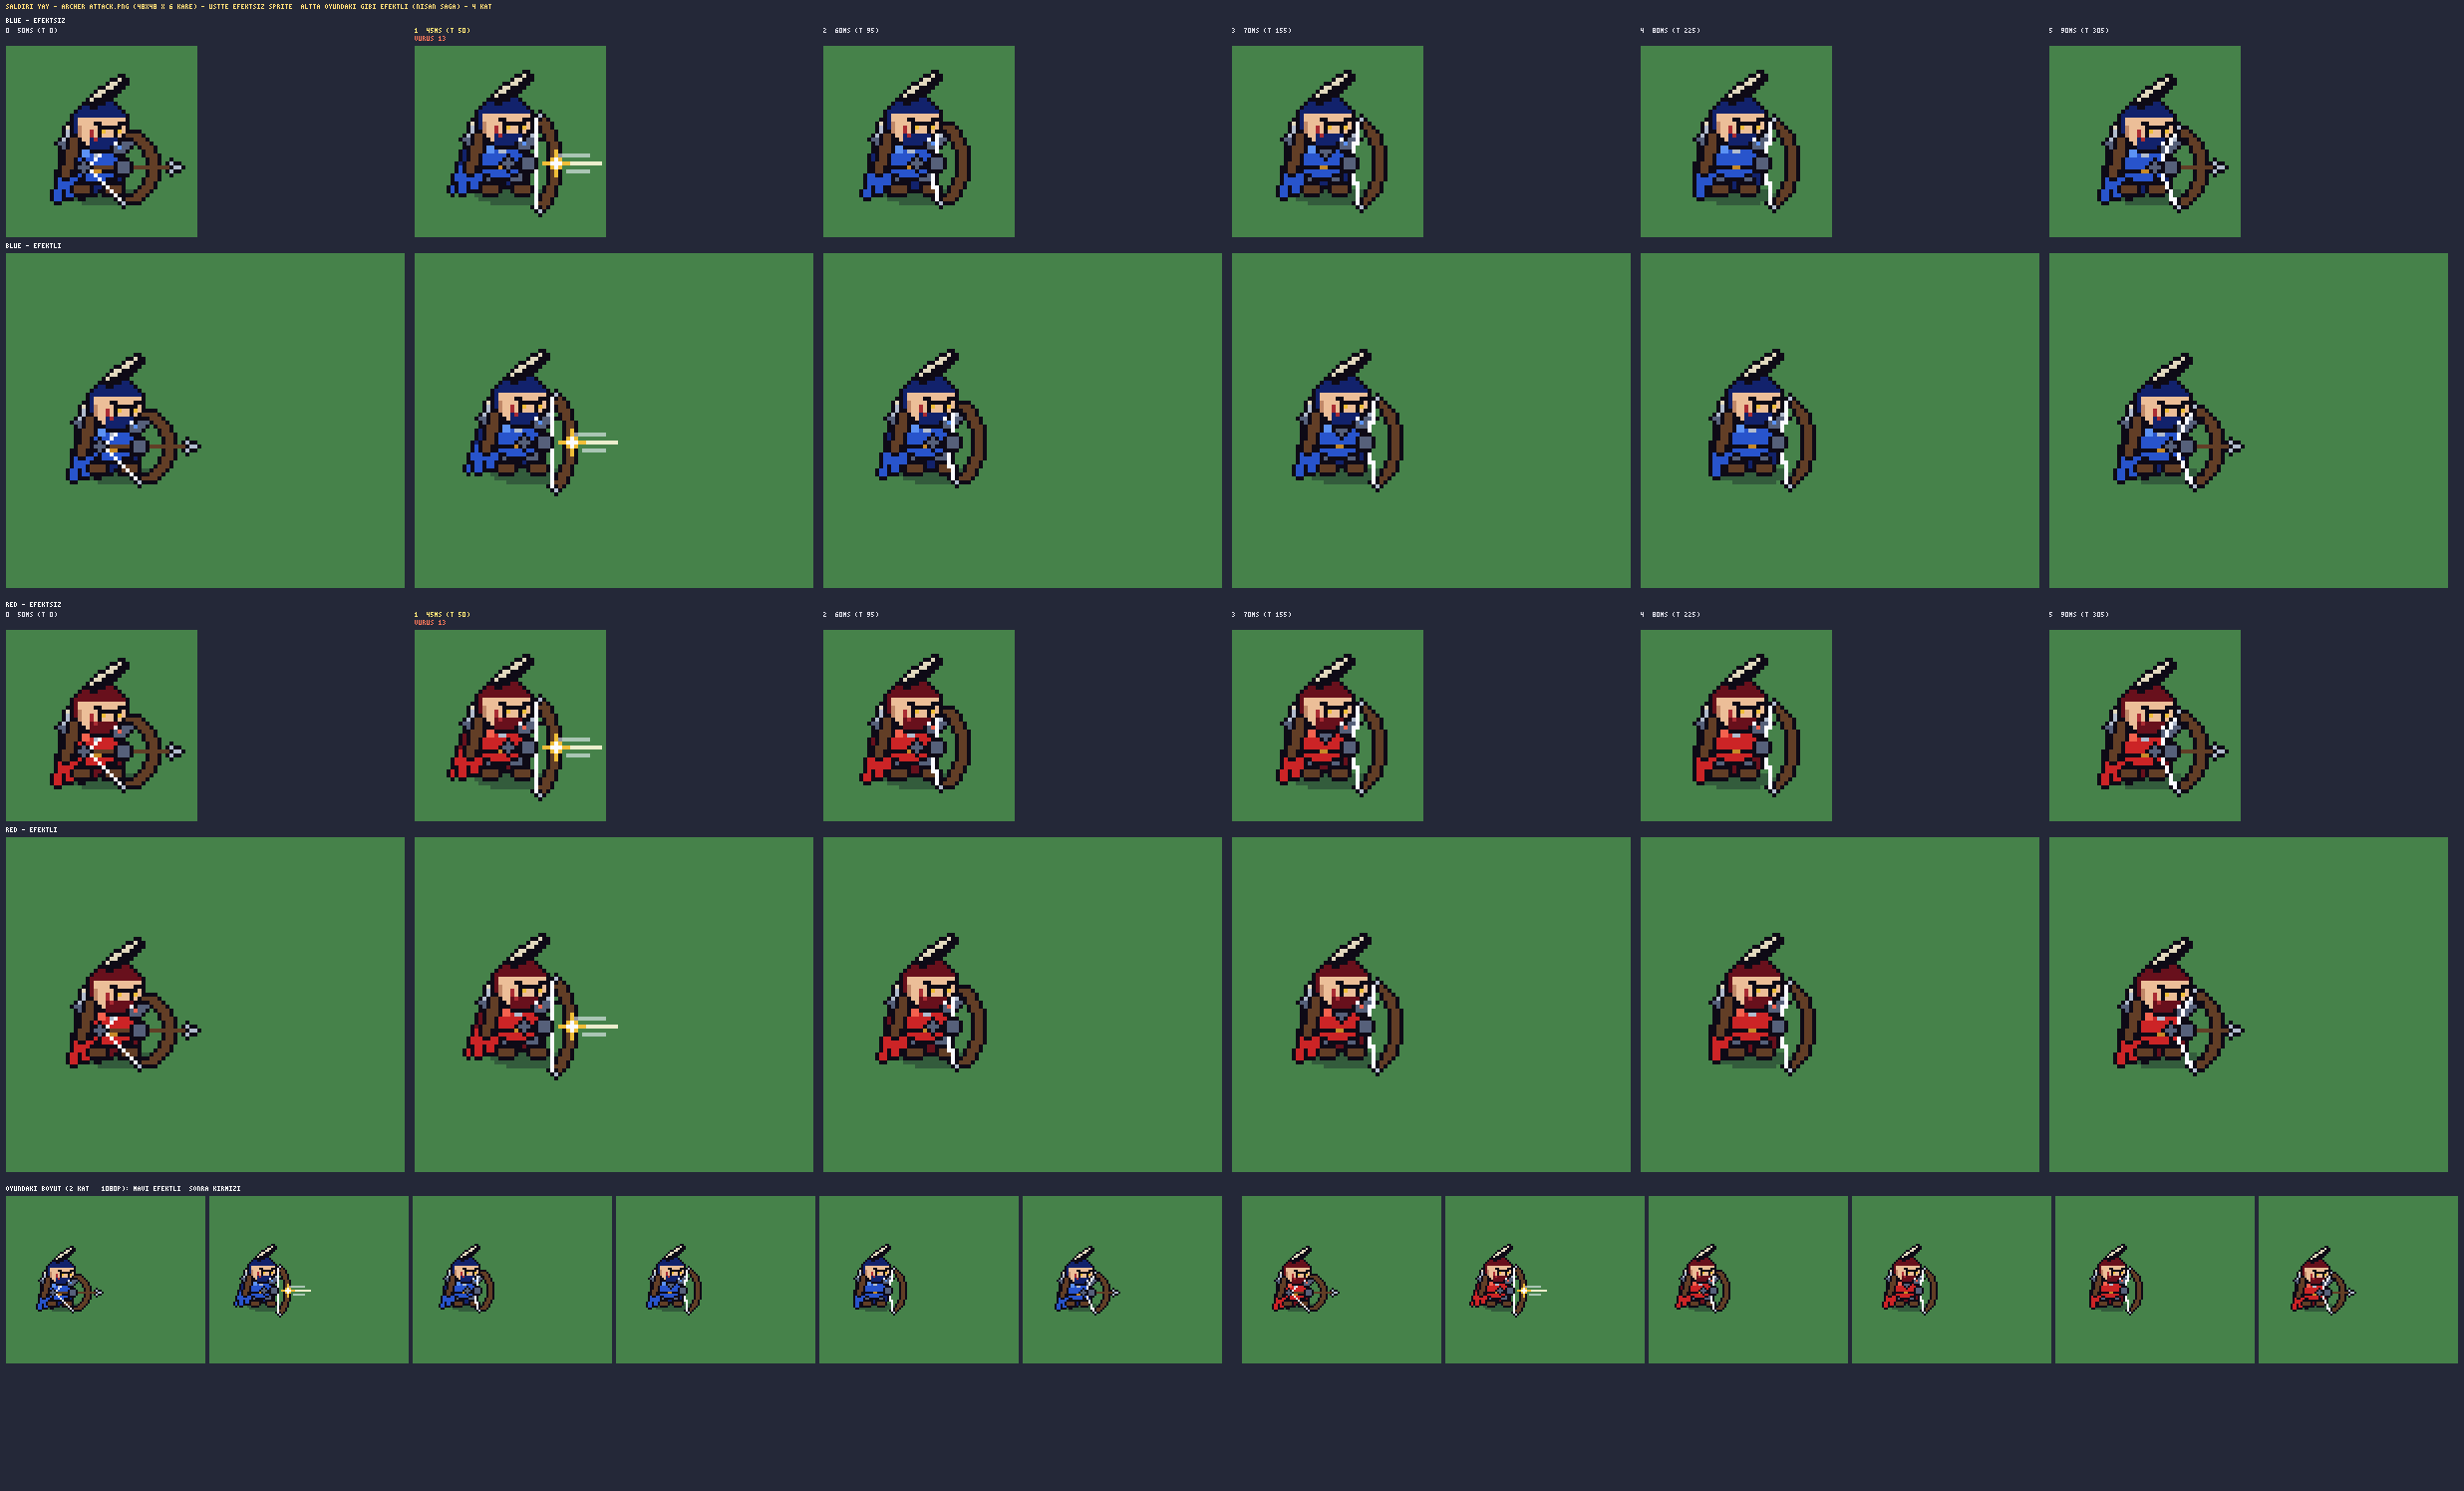 SALDIRI YAY - ARCHER ATTACK.PNG (48X48 X 6 KARE) - USTTE EFEKTSIZ SPRITE  ALTTA OYUNDAKI GIBI EFEKTLI (NISAN SAGA) - 4 KAT
BLUE - EFEKTSIZ
0  50MS (T 0)  1  45MS (T 50)  2  60MS (T 95)  3  70MS (T 155)  4  80MS (T 225)  5  90MS (T 305)
VURUS 13
BLUE - EFEKTLI
RED - EFEKTSIZ
0  50MS (T 0)  1  45MS (T 50)  2  60MS (T 95)  3  70MS (T 155)  4  80MS (T 225)  5  90MS (T 305)
VURUS 13
RED - EFEKTLI
OYUNDAKI BOYUT (2 KAT  1080P): MAVI EFEKTLI  SONRA KIRMIZI